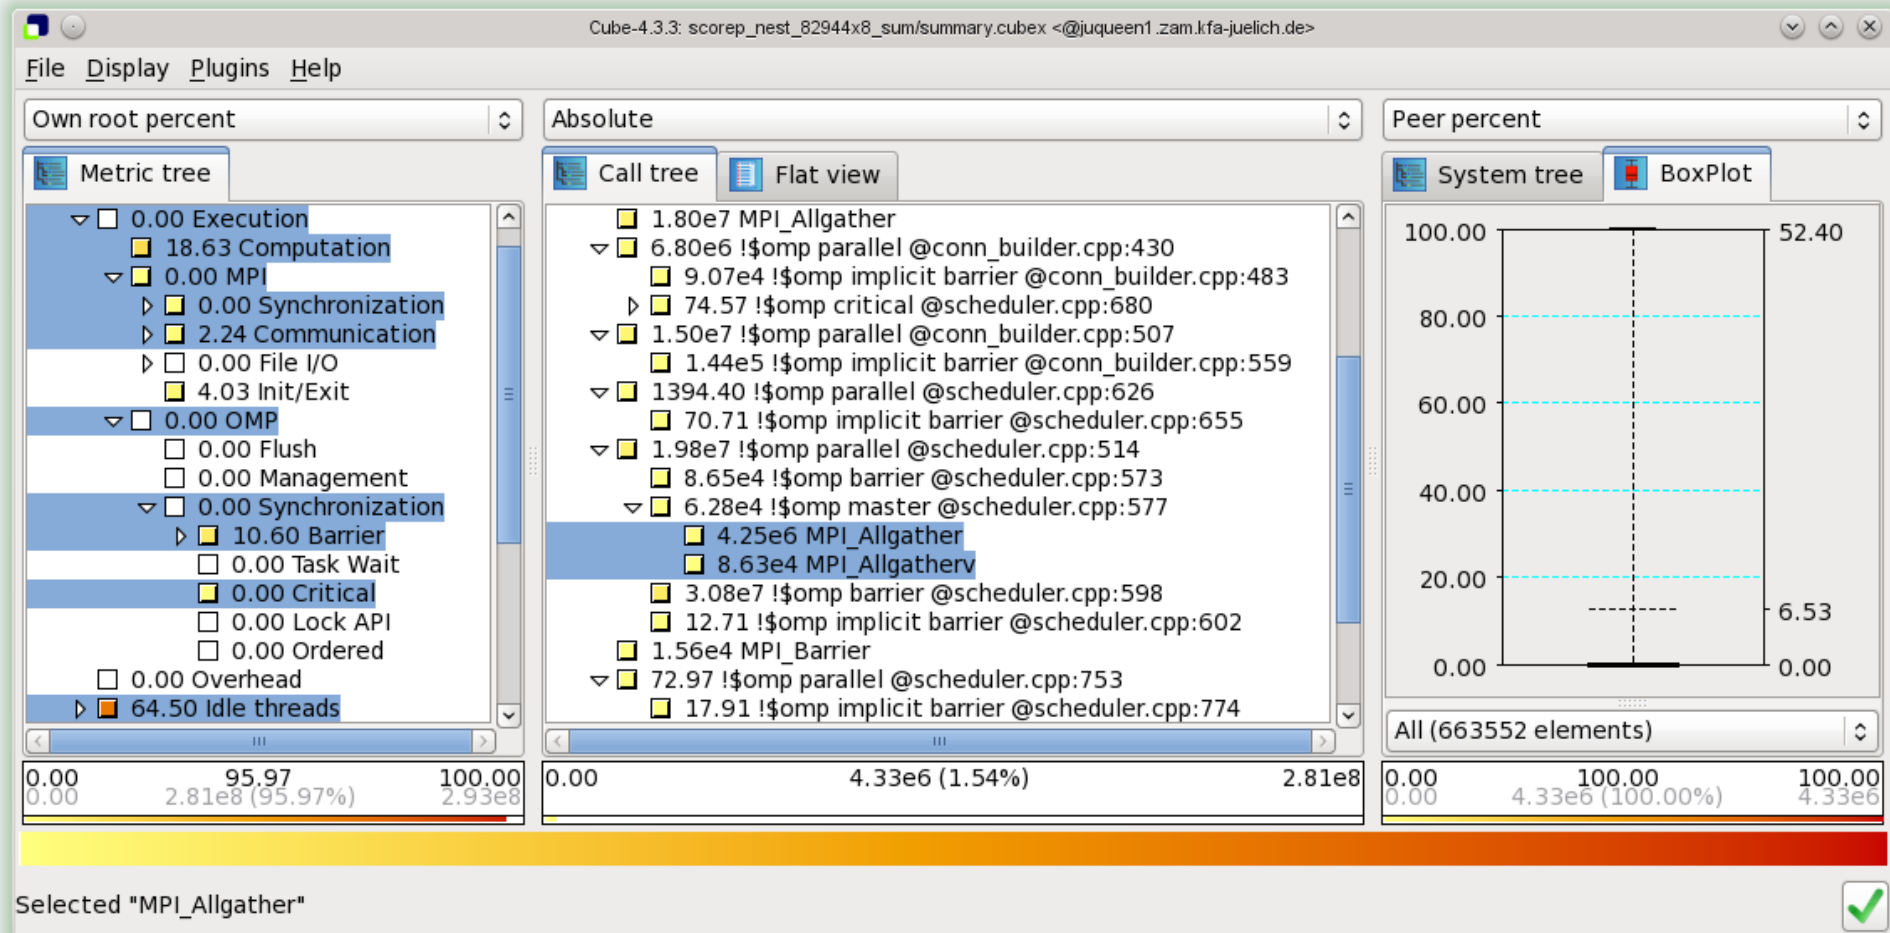 Cube-4.3.3: scorep_nest_82944x8_sum/summary.cubex <@juqueen1.zam.kfa-juelich.de>
File Display Plugins Help
Own root percent
Metric tree
0.00 Execution
18.63 Computation
0.00 MPI
0.00 Synchronization
2.24 Communication
0.00 File I/O
4.03 Init/Exit
0.00 OMP
0.00 Flush
0.00 Management
0.00 Synchronization
10.60 Barrier
0.00 Task Wait
0.00 Critical
0.00 Lock API
0.00 Ordered
0.00 Overhead
64.50 Idle threads
0.00 95.97 100.00
0.00 2.81e8 (95.97%) 2.93e8
Absolute
Call tree Flat view
1.80e7 MPI_Allgather
6.80e6 !$omp parallel @conn_builder.cpp:430
9.07e4 !$omp implicit barrier @conn_builder.cpp:483
74.57 !$omp critical @scheduler.cpp:680
1.50e7 !$omp parallel @conn_builder.cpp:507
1.44e5 !$omp implicit barrier @conn_builder.cpp:559
1394.40 !$omp parallel @scheduler.cpp:626
70.71 !$omp implicit barrier @scheduler.cpp:655
1.98e7 !$omp parallel @scheduler.cpp:514
8.65e4 !$omp barrier @scheduler.cpp:573
6.28e4 !$omp master @scheduler.cpp:577
4.25e6 MPI_Allgather
8.63e4 MPI_Allgatherv
3.08e7 !$omp barrier @scheduler.cpp:598
12.71 !$omp implicit barrier @scheduler.cpp:602
1.56e4 MPI_Barrier
72.97 !$omp parallel @scheduler.cpp:753
17.91 !$omp implicit barrier @scheduler.cpp:774
0.00 4.33e6 (1.54%) 2.81e8
Peer percent
System tree BoxPlot
100.00 52.40
80.00
60.00
40.00
20.00
6.53
0.00 0.00
All (663552 elements)
0.00 100.00 100.00
0.00 4.33e6 (100.00%) 4.33e6
Selected "MPI_Allgather"